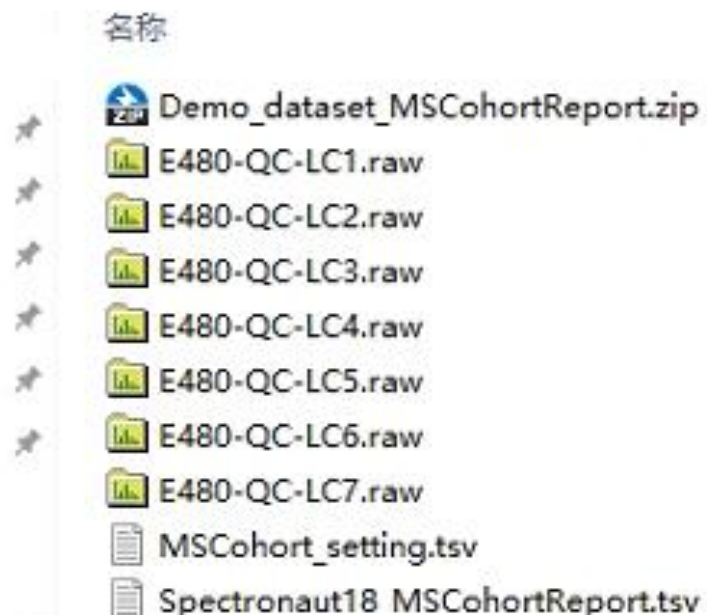 名称
Demo_dataset_MSCohortReport.zip
E480-QC-LC1.raw
E480-QC-LC2.raw
E480-QC-LC3.raw
E480-QC-LC4.raw
E480-QC-LC5.raw
E480-QC-LC6.raw
E480-QC-LC7.raw
MSCohort_setting.tsv
Spectronaut18_MSCohortReport.tsv